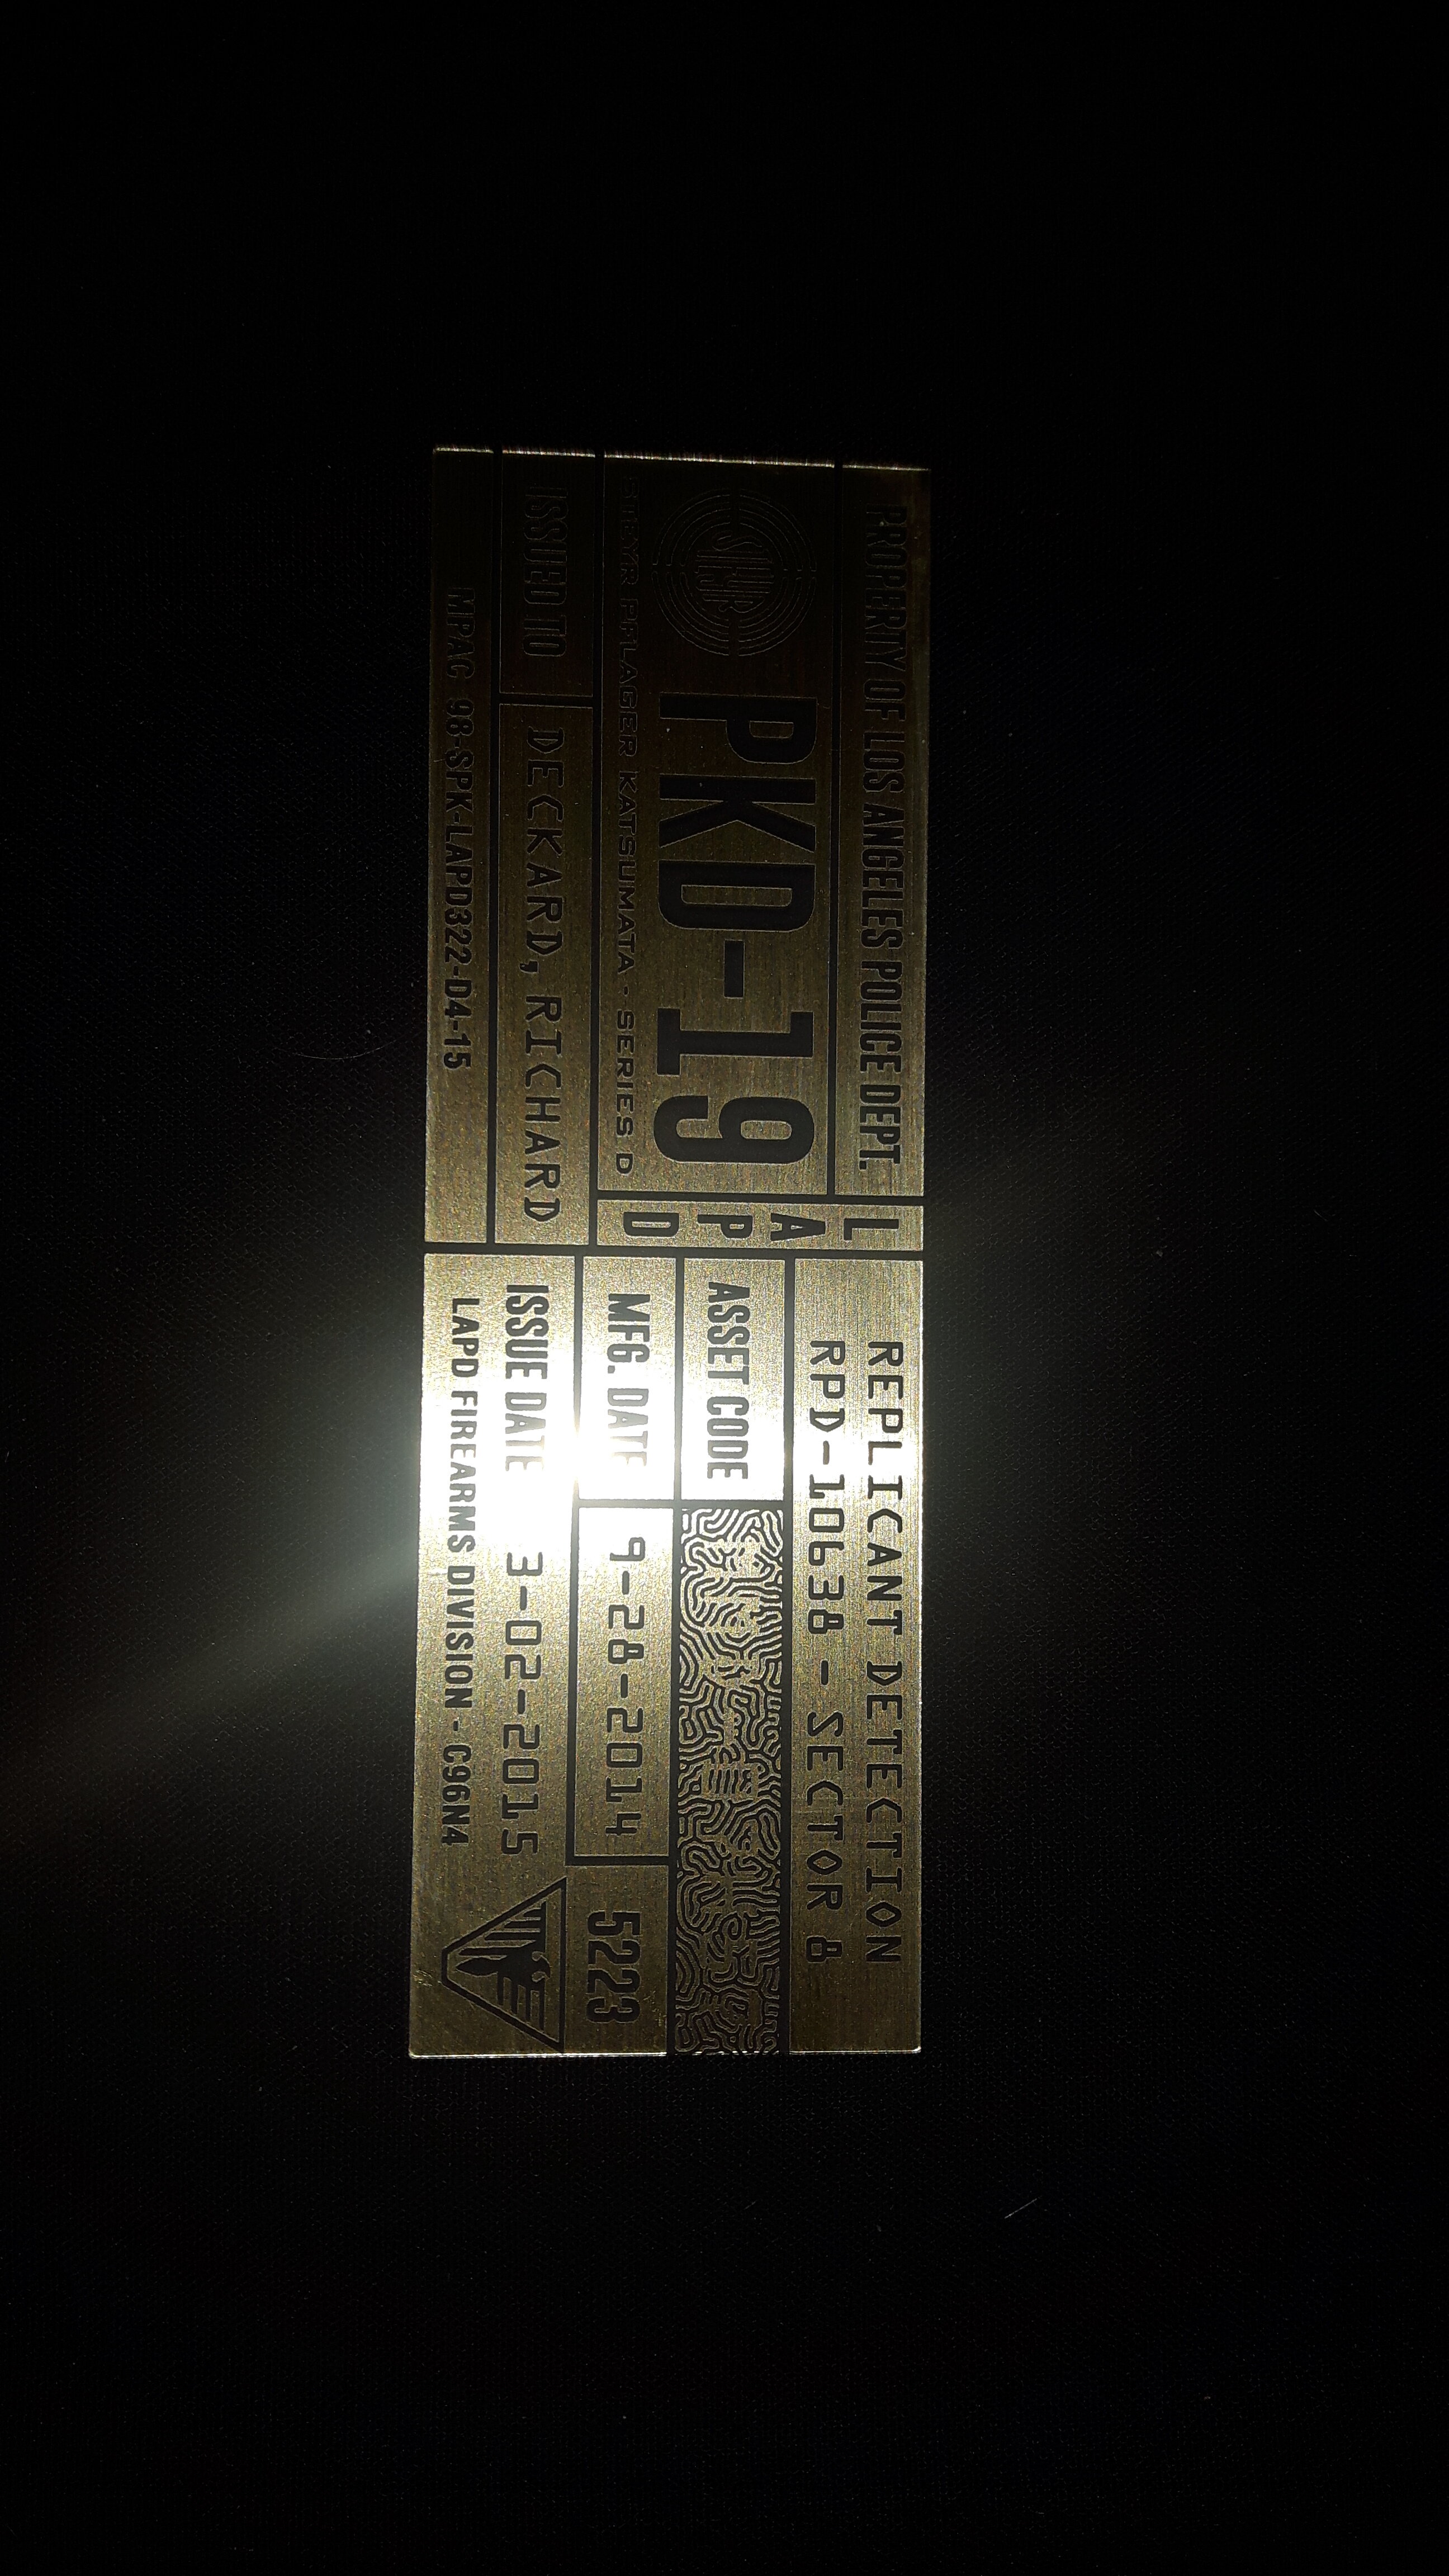 PROPERTY OF LOS ANGELES POLICE DEPT.
STEYR
PKD-19
STEYR PFLAGER KATSUMATA - SERIES D
LAPD
ISSUED TO
DECKARD, RICHARD
MPAC 98-SPK-LAPD322-D4-15
REPLICANT DETECTION
RPD-10638 - SECTOR 8
ASSET CODE
MFG. DATE
9-28-2014
5223
ISSUE DATE 3-02-2015
LAPD FIREARMS DIVISION - C96N4